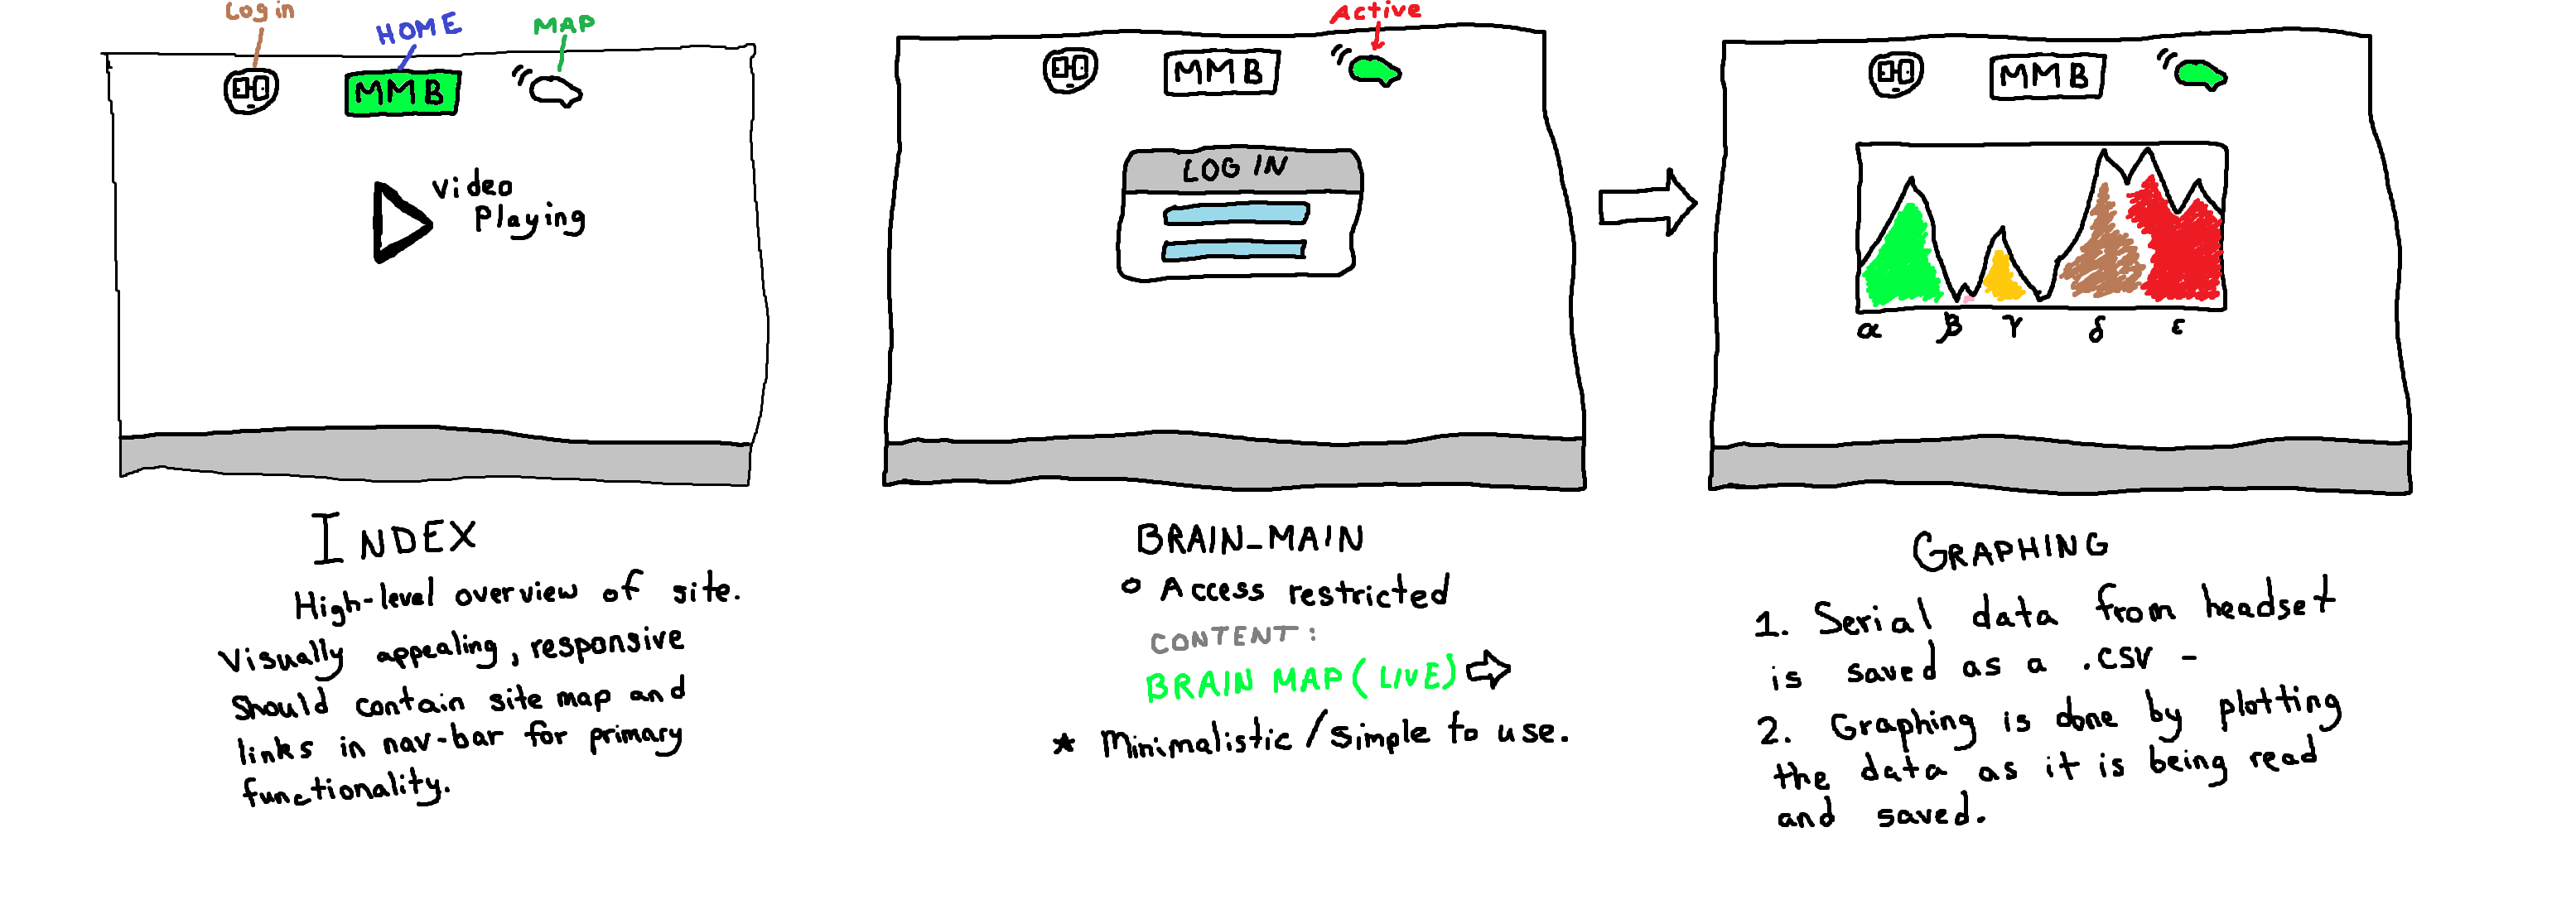 Log in
HOME
MAP
MMB
Video
Playing
INDEX
High-level overview of site.
Visually appealing, responsive
Should contain site map and
links in nav-bar for primary
functionality.
Active
MMB
LOG IN
BRAIN_MAIN
o Access restricted
CONTENT:
BRAIN MAP (LIVE)
* Minimalistic / simple to use.
MMB
α β γ δ ε
GRAPHING
1. Serial data from headset
is saved as a .csv -
2. Graphing is done by plotting
the data as it is being read
and saved.